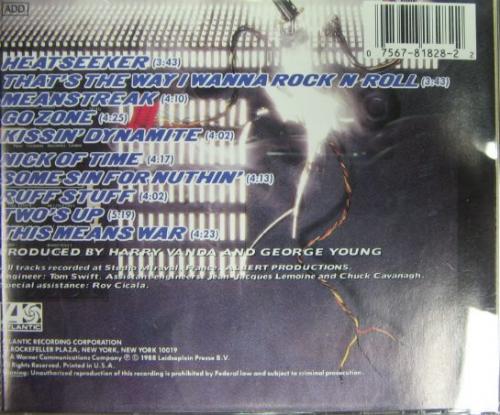 ADD
0 7567-81828-2 2
HEATSEEKER (3:43)
THAT'S THE WAY I WANNA ROCK N ROLL (3:43)
MEANSTREAK (4:10)
GO ZONE (4:25)
KISSIN' DYNAMITE (4:02)
NICK OF TIME (4:17)
SOME SIN FOR NUTHIN' (4:13)
RUFF STUFF (4:02)
TWO'S UP (5:19)
THIS MEANS WAR (4:23)
RODUCED BY HARRY VANDA AND GEORGE YOUNG
ll tracks recorded at Studio Miraval, France. ALBERT PRODUCTIONS.
ngineer: Tom Swift. Assistant engineers: Jean-Jacques Lemoine and Chuck Cavanagh.
pecial assistance: Roy Cicala.
ATLANTIC
TLANTIC RECORDING CORPORATION
ROCKEFELLER PLAZA, NEW YORK, NEW YORK 10019
A Warner Communications Company ℗ © 1988 Leidseplein Presse B.V.
l Rights Reserved. Printed in U.S.A.
Warning: Unauthorized reproduction of this recording is prohibited by Federal law and subject to criminal prosecution.